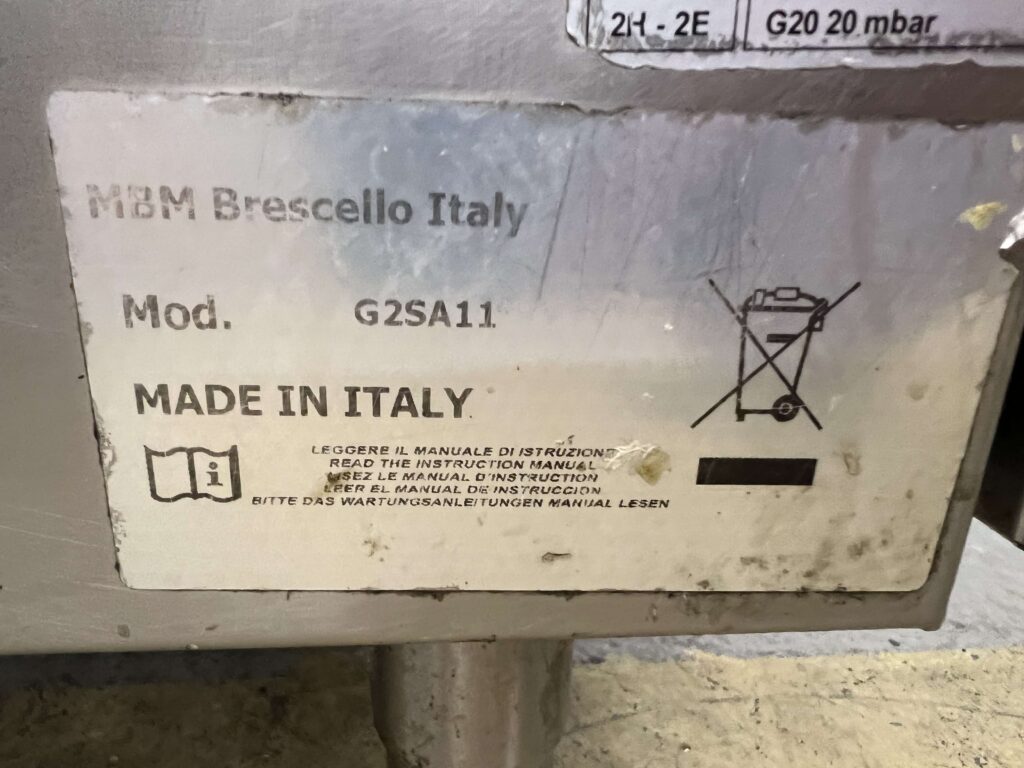 2H - 2E G20 20 mbar
MBM Brescello Italy
Mod. G2SA11
MADE IN ITALY
LEGGERE IL MANUALE DI ISTRUZIONE
READ THE INSTRUCTION MANUAL
LISEZ LE MANUAL D'INSTRUCTION
LEER EL MANUAL DE INSTRUCCION
BITTE DAS WARTUNGSANLEITUNGEN MANUAL LESEN